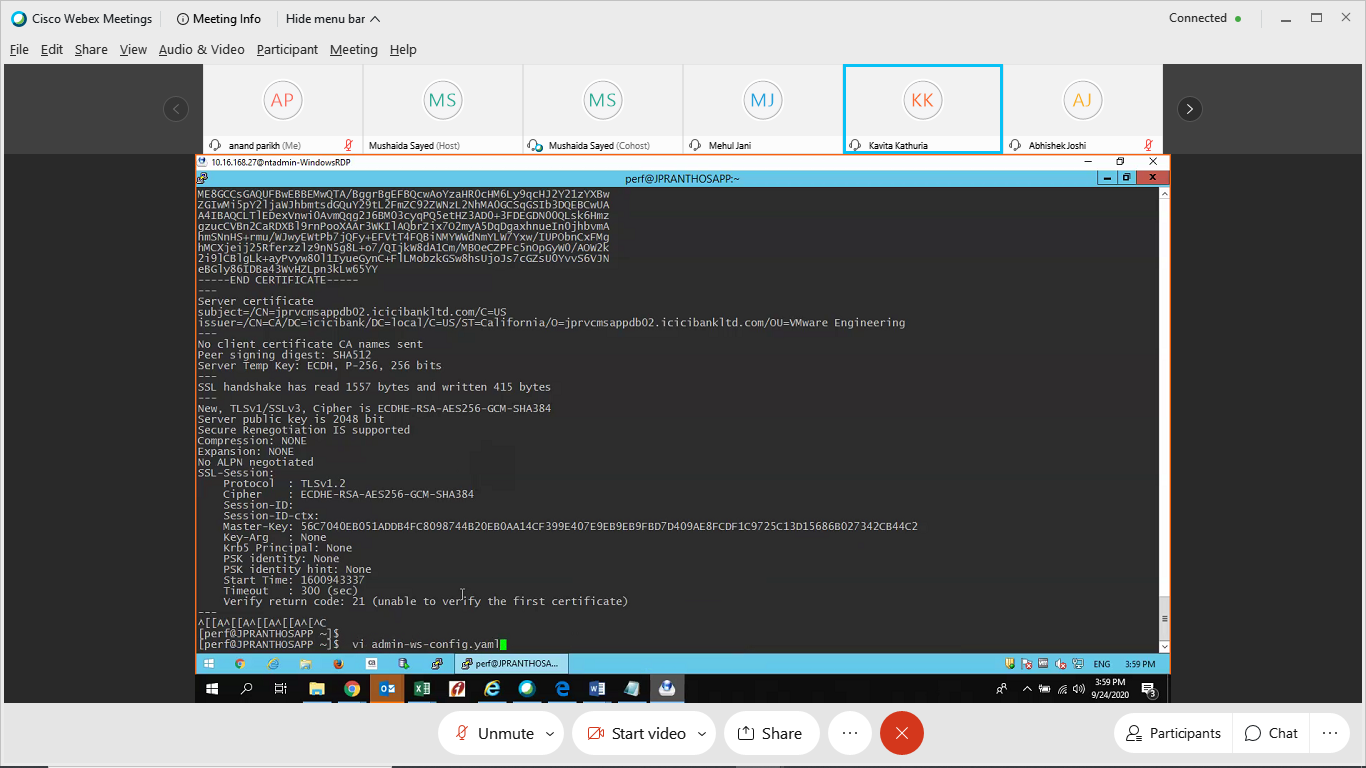 Cisco Webex Meetings
Meeting Info
Hide menu bar
Connected
File Edit Share View Audio & Video Participant Meeting Help
AP MS MS MJ KK AJ
anand parikh (Me) Mushaida Sayed (Host) Mushaida Sayed (Cohost) Mehul Jani Kavita Kathuria Abhishek Joshi
10.16.168.27@ntadmin-WindowsRDP
perf@JPRANTHOSAPP:~
-----END CERTIFICATE-----
---
Server certificate
subject=/CN=jprvcmsappdb02.icicibankltd.com/C=US
issuer=/CN=CA/DC=icicibank/DC=local/C=US/ST=California/O=jprvcmsappdb02.icicibankltd.com/OU=VMware Engineering
---
No client certificate CA names sent
Peer signing digest: SHA512
Server Temp Key: ECDH, P-256, 256 bits
---
SSL handshake has read 1557 bytes and written 415 bytes
---
New, TLSv1/SSLv3, Cipher is ECDHE-RSA-AES256-GCM-SHA384
Server public key is 2048 bit
Secure Renegotiation IS supported
Compression: NONE
Expansion: NONE
No ALPN negotiated
SSL-Session:
Protocol : TLSv1.2
Cipher : ECDHE-RSA-AES256-GCM-SHA384
Session-ID:
Session-ID-ctx:
Master-Key: 56C7040EB051ADDB4FC8098744B20EB0AA14CF399E407E9EB9EB9FBD7D409AE8FCDF1C9725C13D15686B027342CB44C2
Key-Arg : None
Krb5 Principal: None
PSK identity: None
PSK identity hint: None
Start Time: 1600943337
Timeout : 300 (sec)
Verify return code: 21 (unable to verify the first certificate)
---
^[[A^[[A^[[A^[[A^[^C
[perf@JPRANTHOSAPP ~]$
[perf@JPRANTHOSAPP ~]$ vi admin-ws-config.yaml
perf@JPRANTHOSA...
ENG 3:59 PM
3:59 PM
9/24/2020
3
Unmute Start video Share Participants Chat